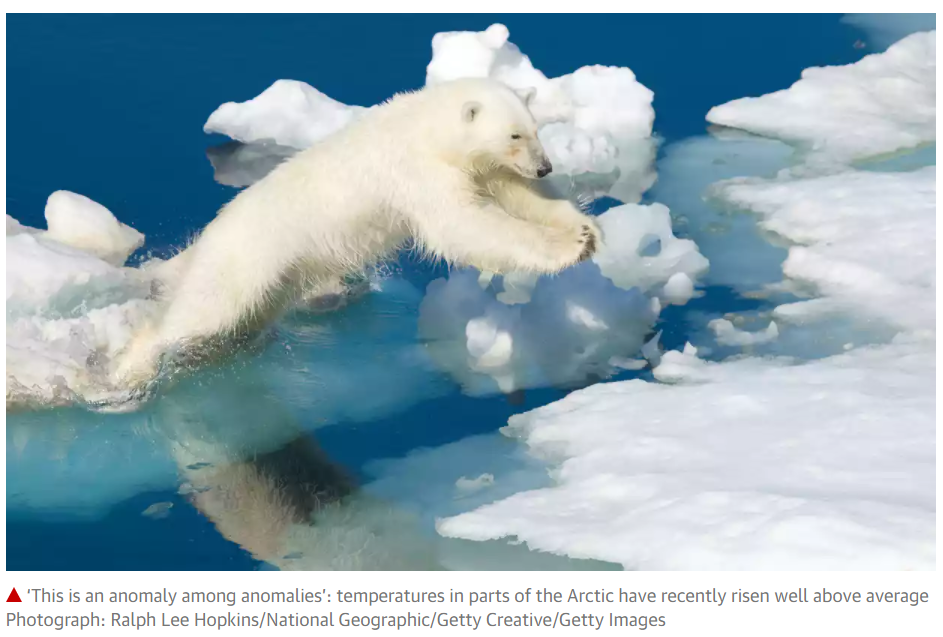 'This is an anomaly among anomalies': temperatures in parts of the Arctic have recently risen well above average
Photograph: Ralph Lee Hopkins/National Geographic/Getty Creative/Getty Images